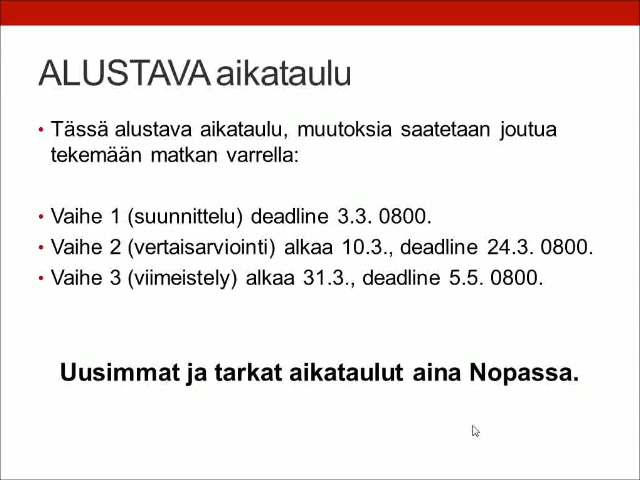 ALUSTAVA aikataulu
• Tässä alustava aikataulu, muutoksia saatetaan joutua
tekemään matkan varrella:
• Vaihe 1 (suunnittelu) deadline 3.3. 0800.
• Vaihe 2 (vertaisarviointi) alkaa 10.3., deadline 24.3. 0800.
• Vaihe 3 (viimeistely) alkaa 31.3., deadline 5.5. 0800.
Uusimmat ja tarkat aikataulut aina Nopassa.